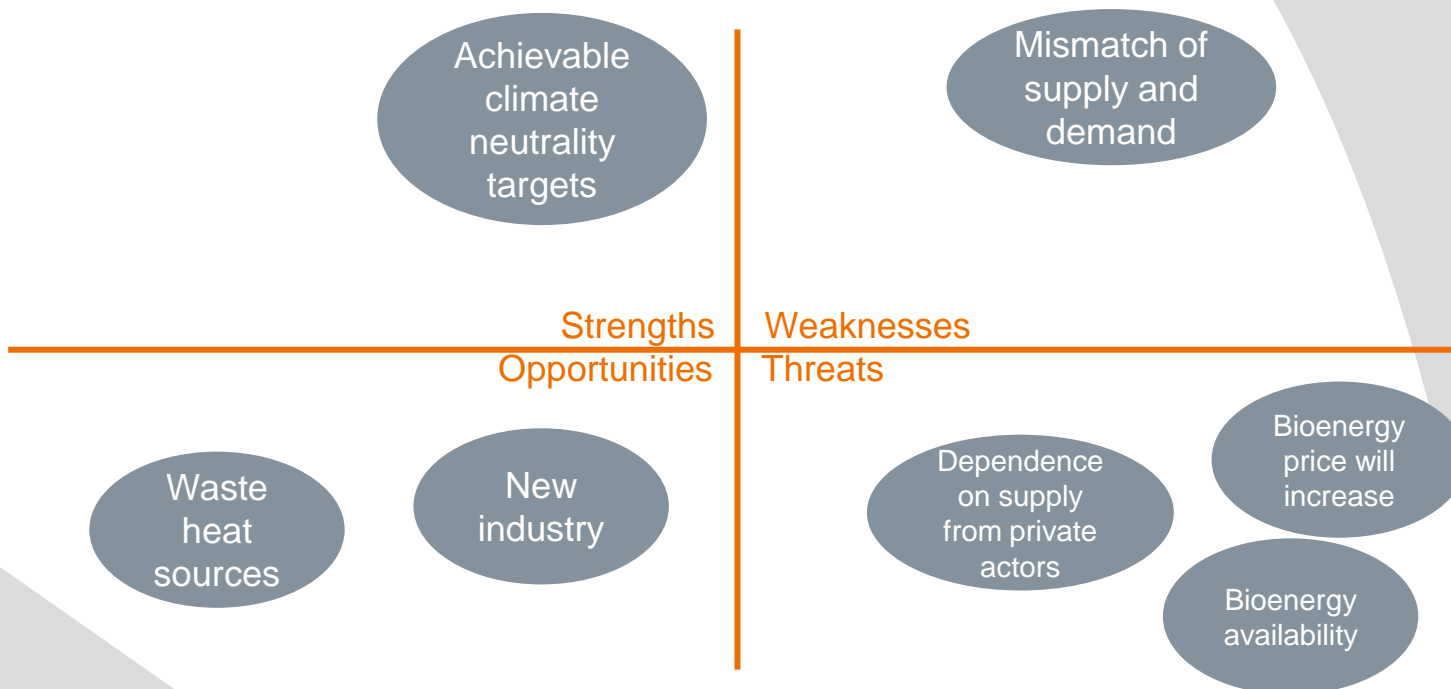 Achievable
climate
neutrality
targets
Mismatch of
supply and
demand
Strengths
Weaknesses
Opportunities
Threats
Waste
heat
sources
New
industry
Dependence
on supply
from private
actors
Bioenergy
price will
increase
Bioenergy
availability